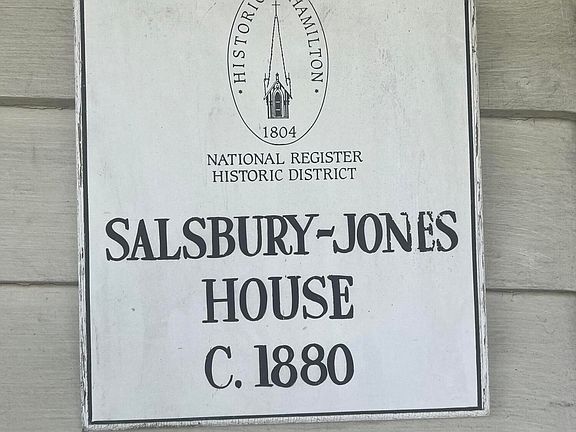 · HISTORIC HAMILTON ·
1804
NATIONAL REGISTER
HISTORIC DISTRICT
SALSBURY-JONES
HOUSE
C. 1880